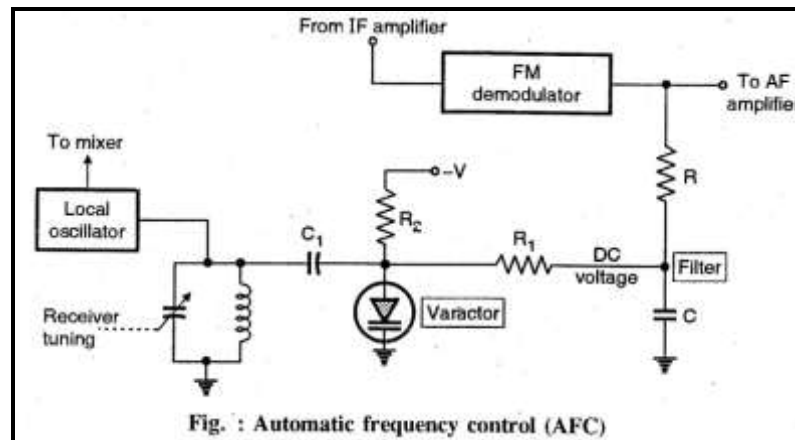 From IF amplifier
FM
demodulator
To AF
amplifier
To mixer
Local
oscillator
–V
R2
R
C1
R1
DC
voltage
Filter
Receiver
tuning
Varactor
C
Fig. : Automatic frequency control (AFC)